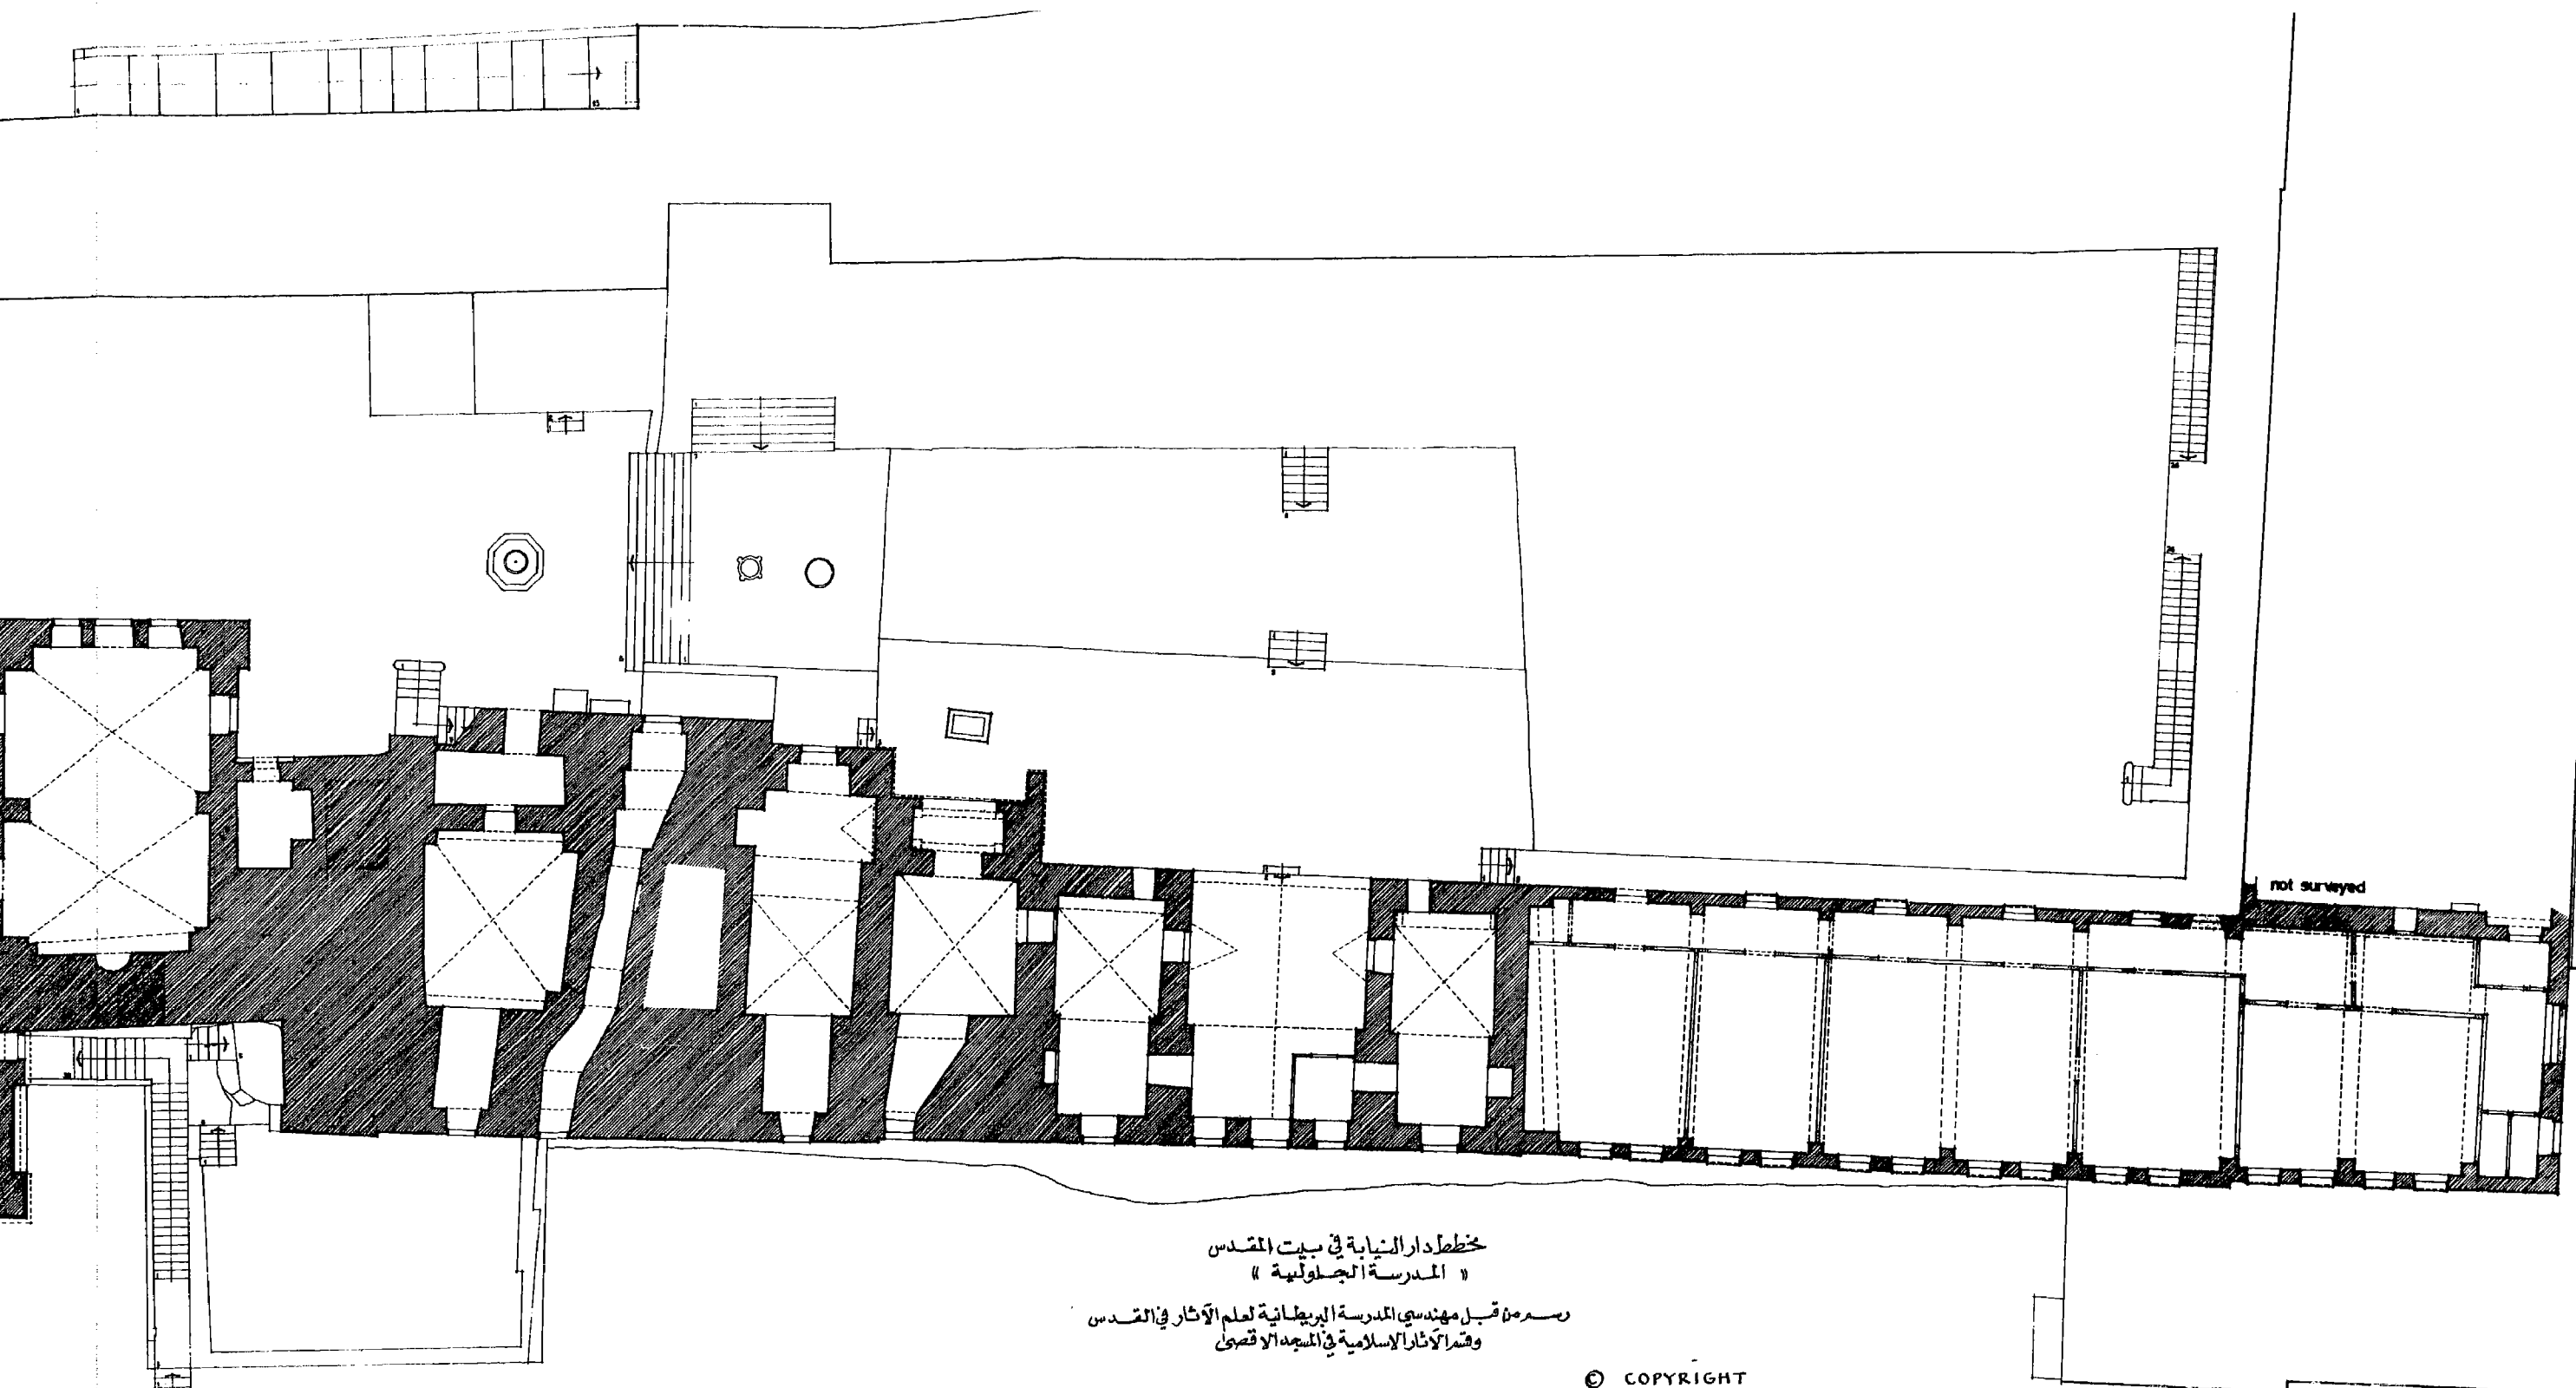 not surveyed
مخطط دار النيابة في بيت المقدس
« المدرسة الجاولية »
رسم من قبل مهندسي المدرسة البريطانية لعلم الآثار في القدس
وقسم الآثار الاسلامية في المسجد الاقصى
© COPYRIGHT